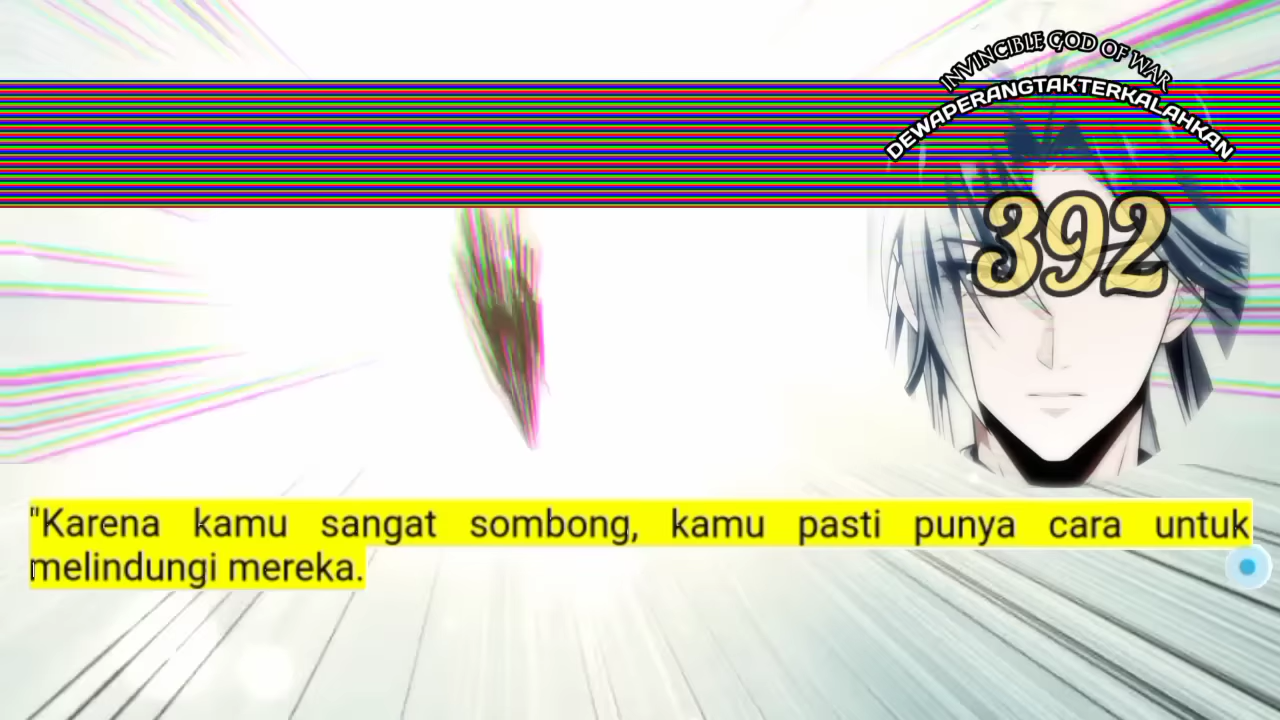 INVINCIBLE GOD OF WAR
DEWAPERANGTAKTERKALAHKAN
392
"Karena kamu sangat sombong, kamu pasti punya cara untuk
melindungi mereka.